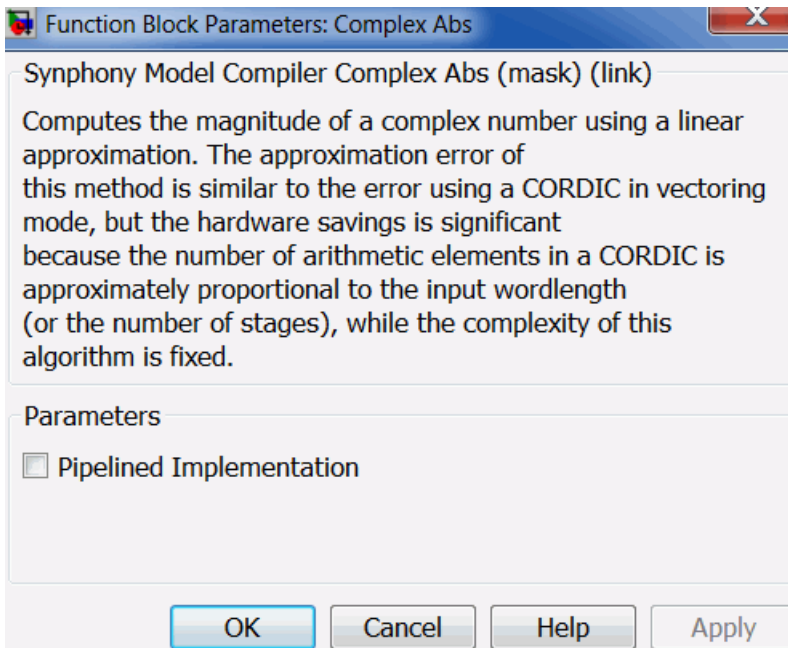 Function Block Parameters: Complex Abs
X
Synphony Model Compiler Complex Abs (mask) (link)
Computes the magnitude of a complex number using a linear
approximation. The approximation error of
this method is similar to the error using a CORDIC in vectoring
mode, but the hardware savings is significant
because the number of arithmetic elements in a CORDIC is
approximately proportional to the input wordlength
(or the number of stages), while the complexity of this
algorithm is fixed.
Parameters
Pipelined Implementation
OK Cancel Help Apply